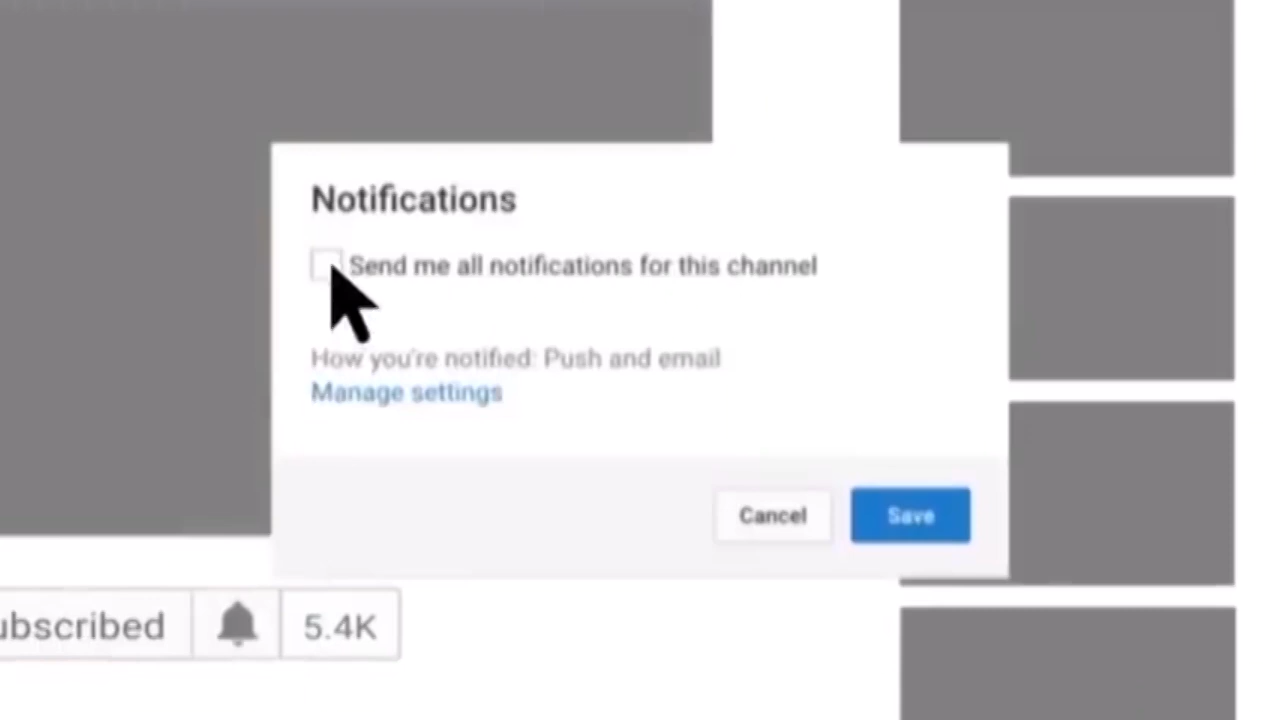 Notifications
Send me all notifications for this channel
How you're notified: Push and email
Manage settings
Cancel
Save
ubscribed
5.4K